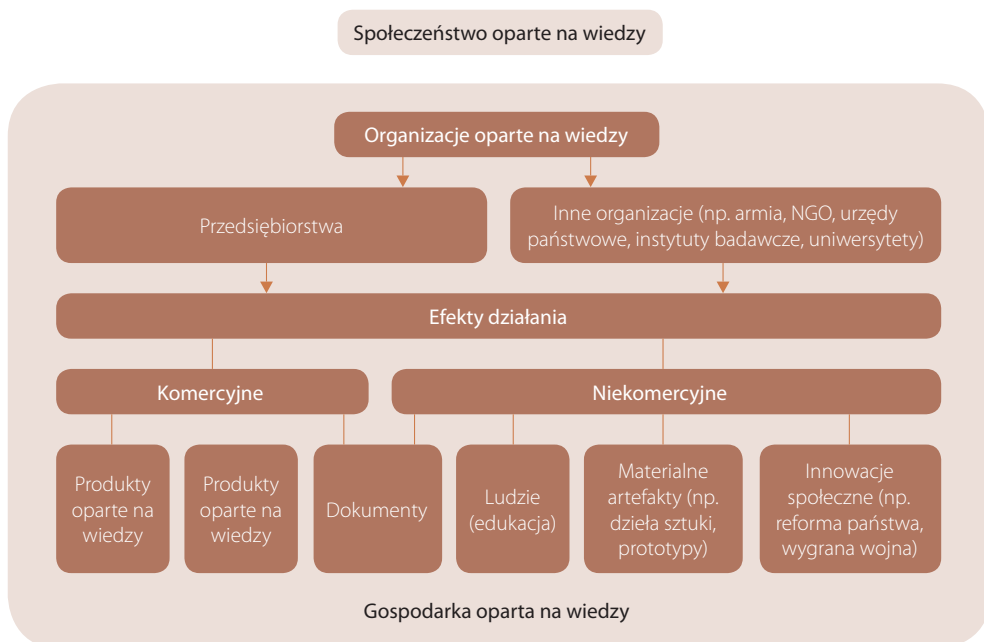 Społeczeństwo oparte na wiedzy
Organizacje oparte na wiedzy
Przedsiębiorstwa
Inne organizacje (np. armia, NGO, urzędy
państwowe, instytuty badawcze, uniwersytety)
Efekty działania
Komercyjne
Niekomercyjne
Produkty
oparte na
wiedzy
Produkty
oparte na
wiedzy
Dokumenty
Ludzie
(edukacja)
Materialne
artefakty (np.
dzieła sztuki,
prototypy)
Innowacje
społeczne (np.
reforma państwa,
wygrana wojna)
Gospodarka oparta na wiedzy